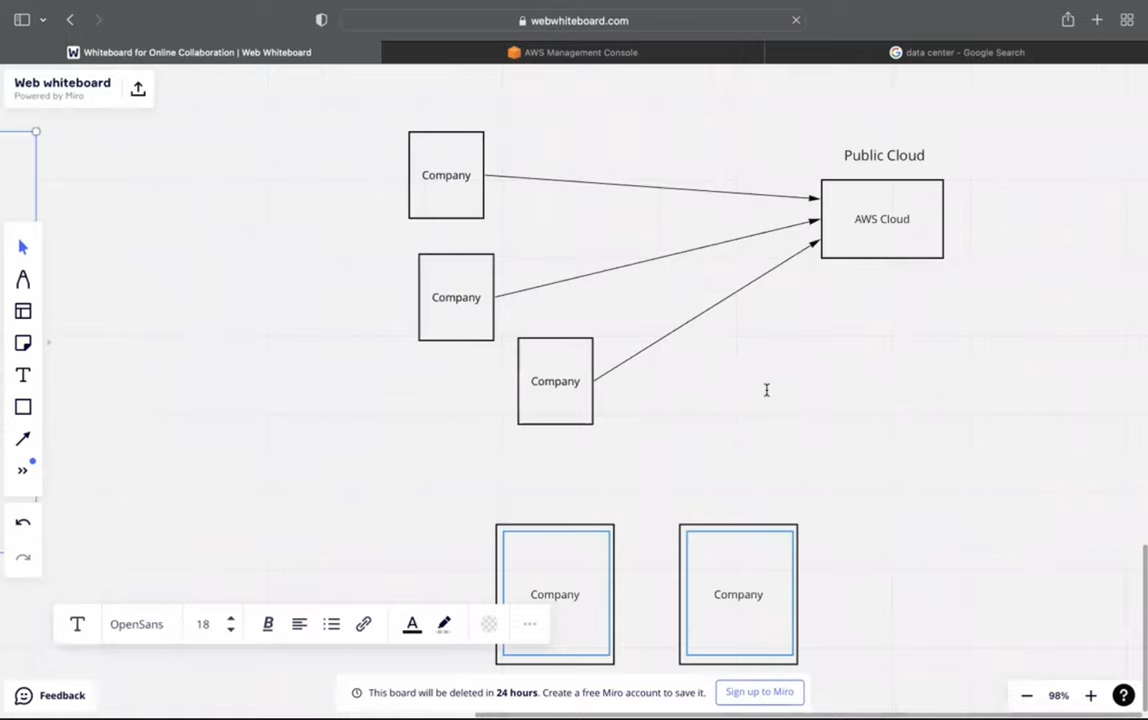 webwhiteboard.com
Whiteboard for Online Collaboration | Web Whiteboard
AWS Management Console
data center - Google Search
Web whiteboard
Powered by Miro
Company
Public Cloud
AWS Cloud
Company
Company
Company
Company
OpenSans
18
B
A
Feedback
This board will be deleted in 24 hours. Create a free Miro account to save it.
Sign up to Miro
98%